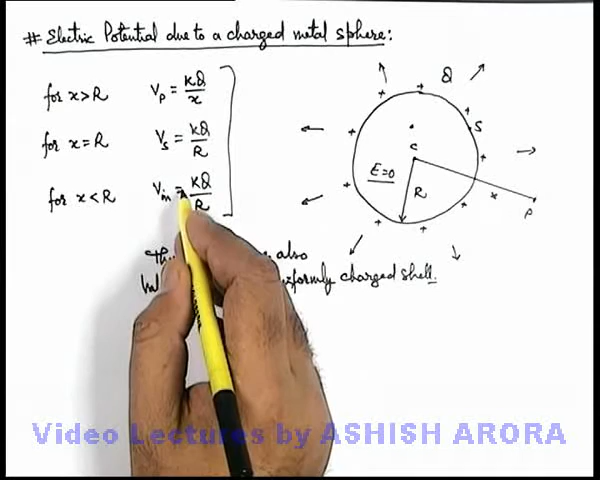 # Electric Potential due to a charged metal sphere:
for x>R Vp = KQ/x
for x=R Vs = KQ/R
for x<R Vin = KQ/R
Q
S
C
E=0
R
x
P
also
charged shell.
Video Lectures by ASHISH ARORA